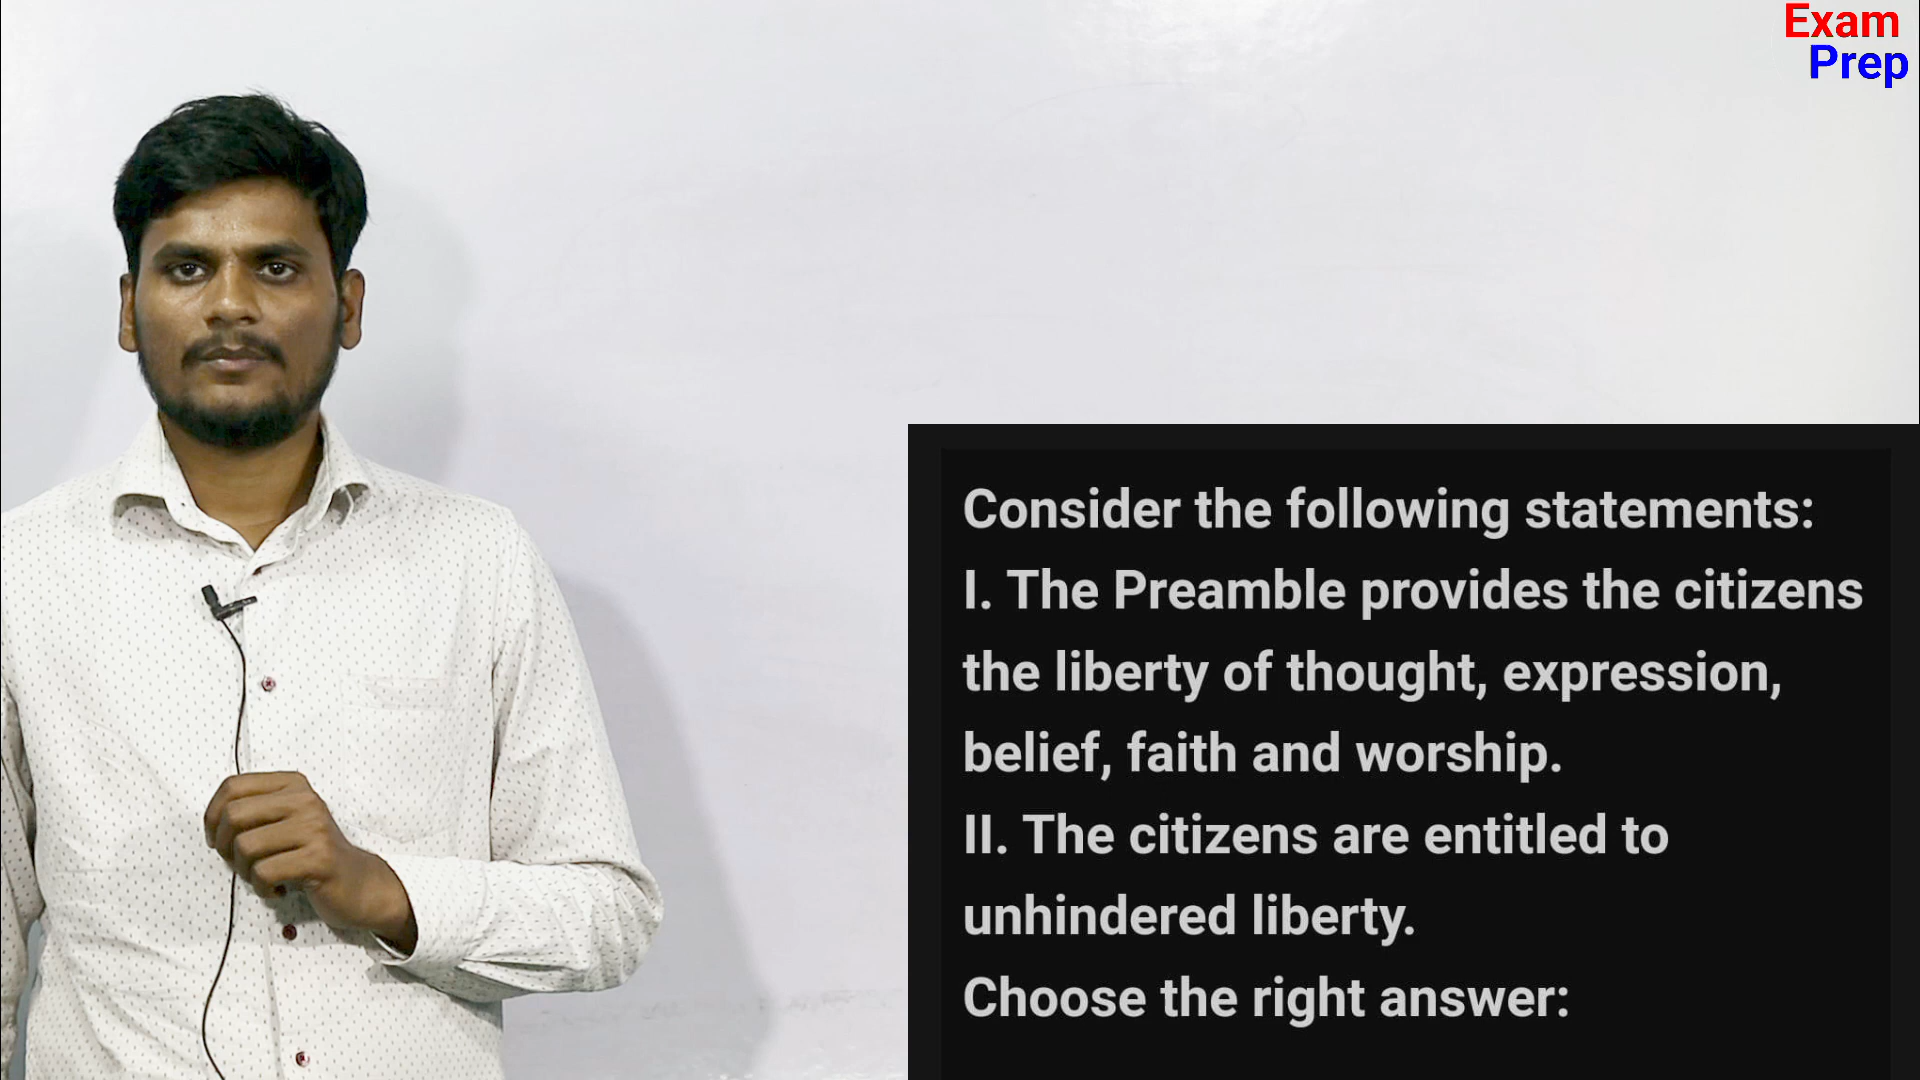 Exam
Prep
Consider the following statements:
I. The Preamble provides the citizens
the liberty of thought, expression,
belief, faith and worship.
II. The citizens are entitled to
unhindered liberty.
Choose the right answer: